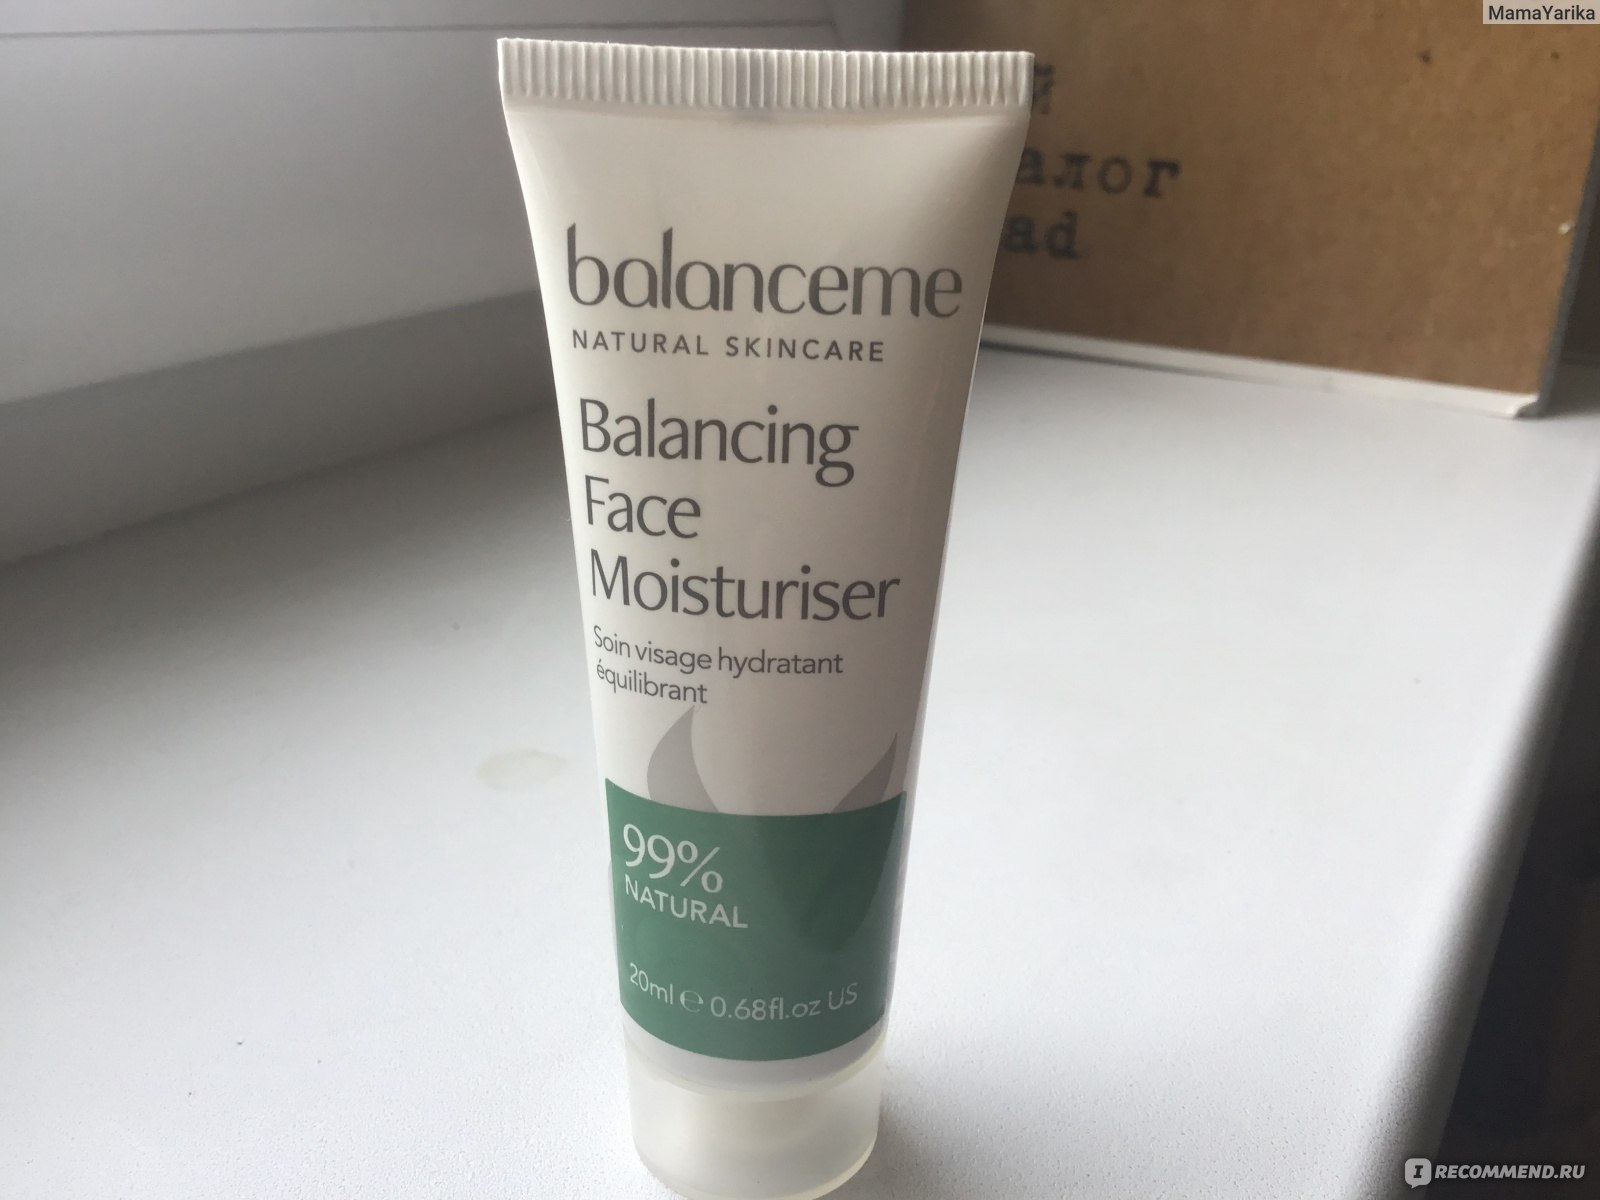 MamaYarika
й
алог
ad
balanceme
NATURAL SKINCARE
Balancing
Face
Moisturiser
Soin visage hydratant
équilibrant
99%
NATURAL
20ml ℮ 0.68fl.oz US
IRECOMMEND.RU